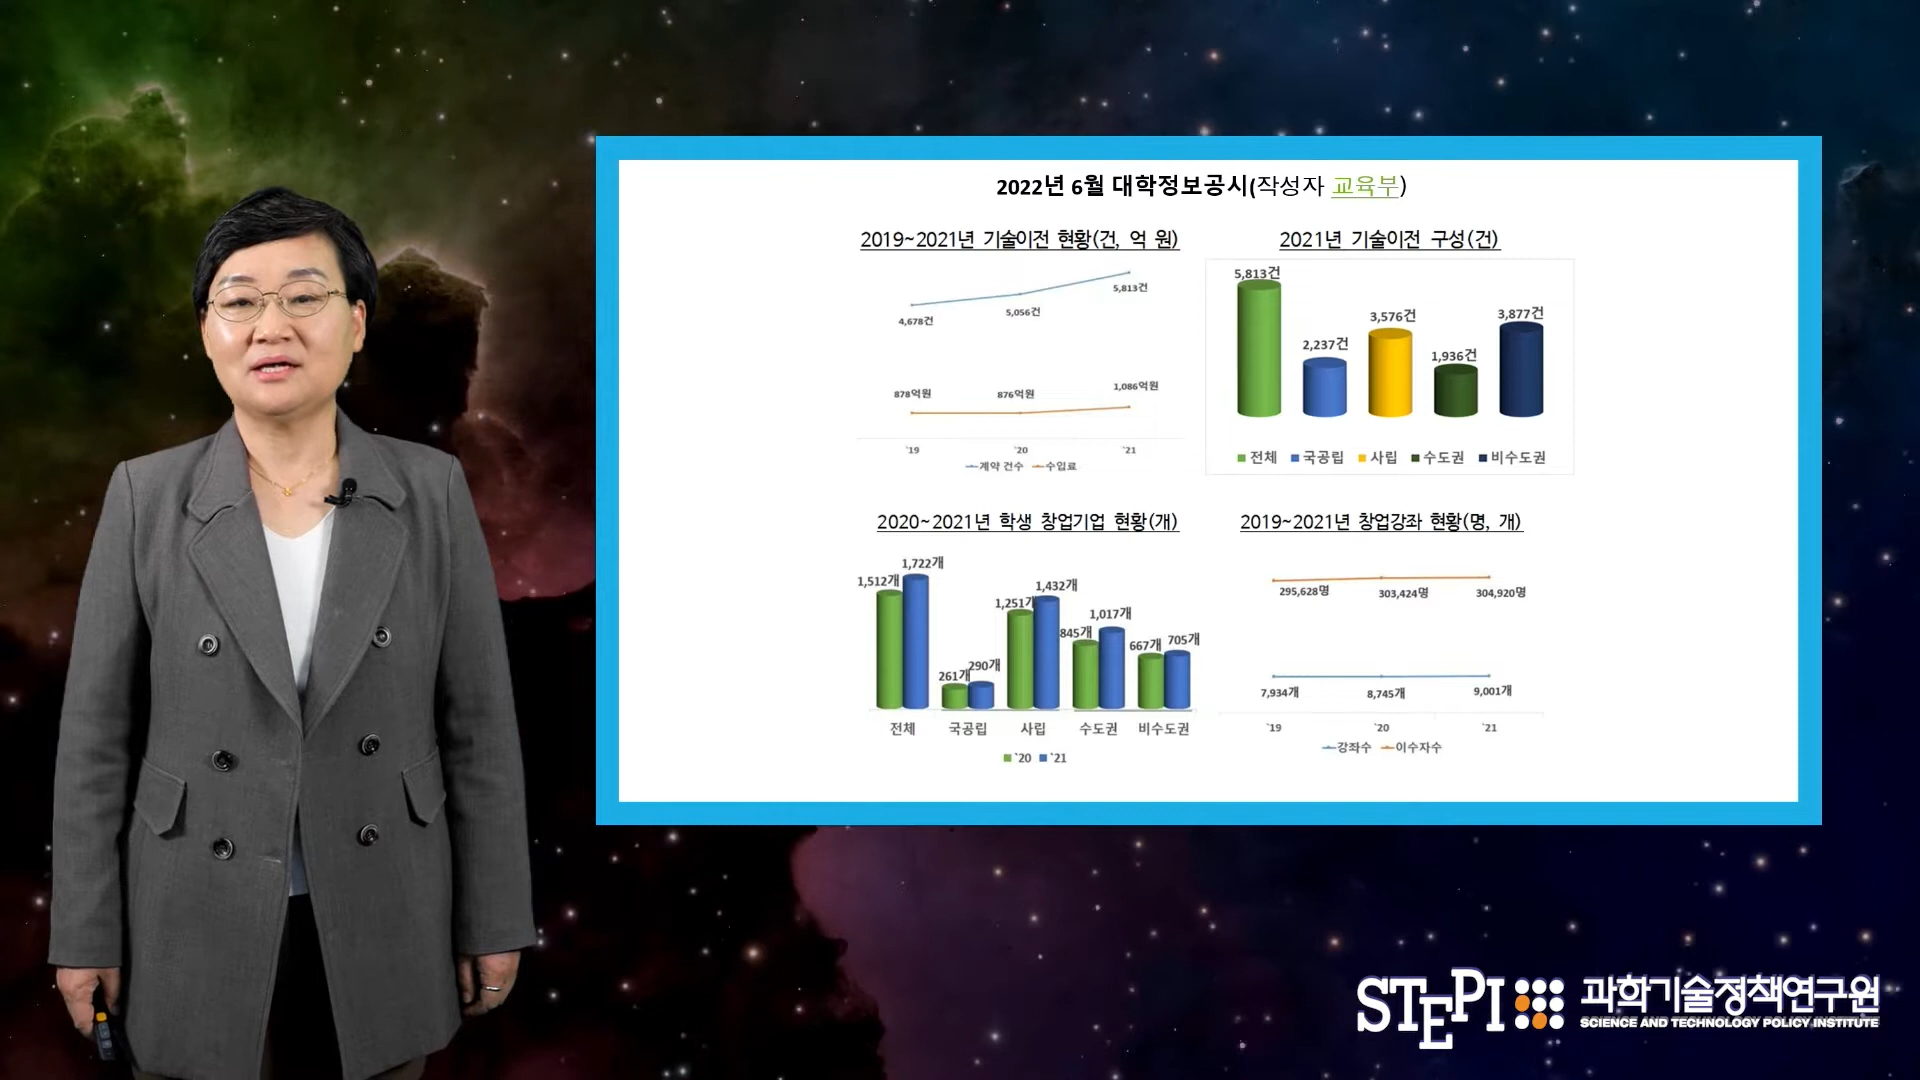 2022년 6월 대학정보공시(작성자 교육부)
2019~2021년 기술이전 현황(건, 억 원)
5,813건
5,056건
4,678건
1,086억원
878억원
876억원
`19
`20
`21
계약 건수
수입료
2021년 기술이전 구성(건)
5,813건
2,237건
3,576건
1,936건
3,877건
전체
국공립
사립
수도권
비수도권
2020~2021년 학생 창업기업 현황(개)
1,512개
1,722개
261개
290개
1,251개
1,432개
845개
1,017개
667개
705개
전체
국공립
사립
수도권
비수도권
`20
`21
2019~2021년 창업강좌 현황(명, 개)
295,628명
303,424명
304,920명
7,934개
8,745개
9,001개
`19
`20
`21
강좌수
이수자수
STEPI 과학기술정책연구원
SCIENCE AND TECHNOLOGY POLICY INSTITUTE